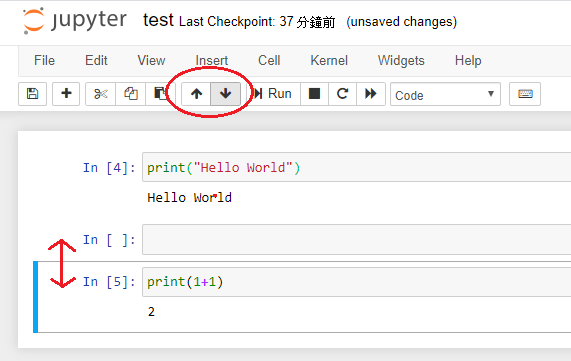 jupyter test Last Checkpoint: 37 分鐘前 (unsaved changes)
File Edit View Insert Cell Kernel Widgets Help
Run Code
In [4]: print("Hello World")
Hello World
In [ ]:
In [5]: print(1+1)
2